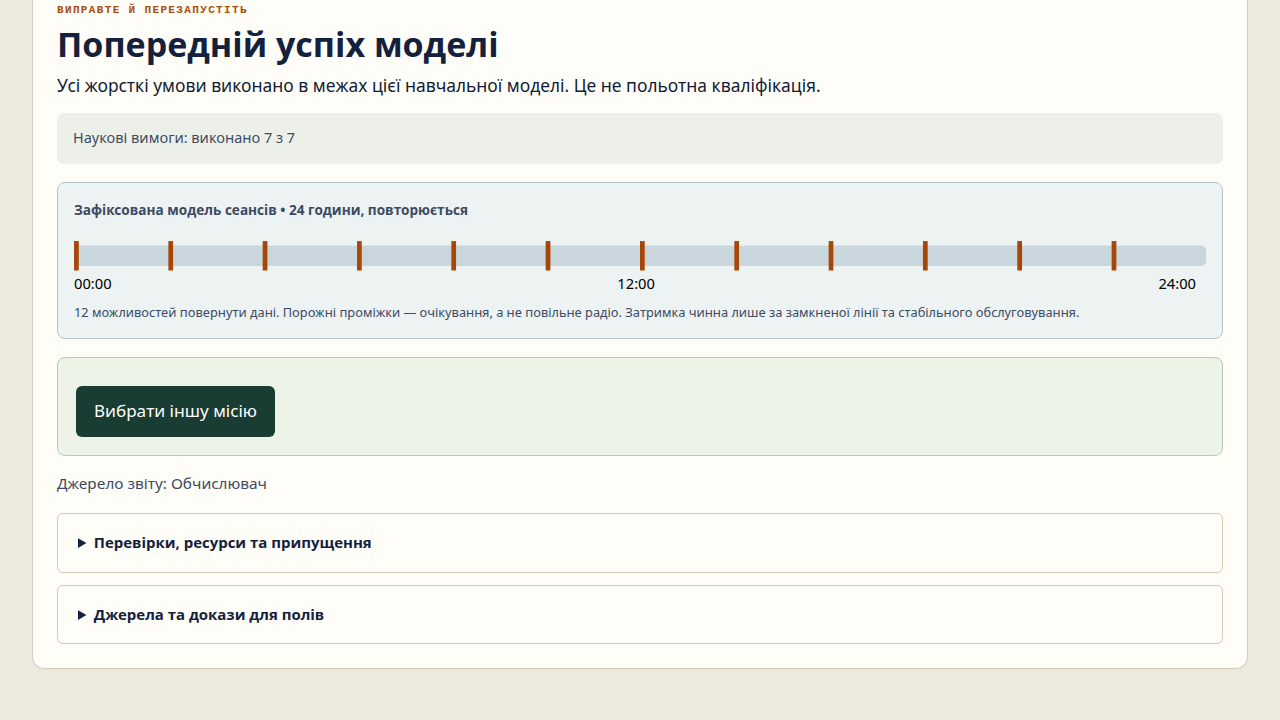 ВИПРАВТЕ Й ПЕРЕЗАПУСТІТЬ
Попередній успіх моделі
Усі жорсткі умови виконано в межах цієї навчальної моделі. Це не польотна кваліфікація.
Наукові вимоги: виконано 7 з 7
Зафіксована модель сеансів • 24 години, повторюється
00:00 12:00 24:00
12 можливостей повернути дані. Порожні проміжки — очікування, а не повільне радіо. Затримка чинна лише за замкненої лінії та стабільного обслуговування.
Вибрати іншу місію
Джерело звіту: Обчислювач
Перевірки, ресурси та припущення
Джерела та докази для полів